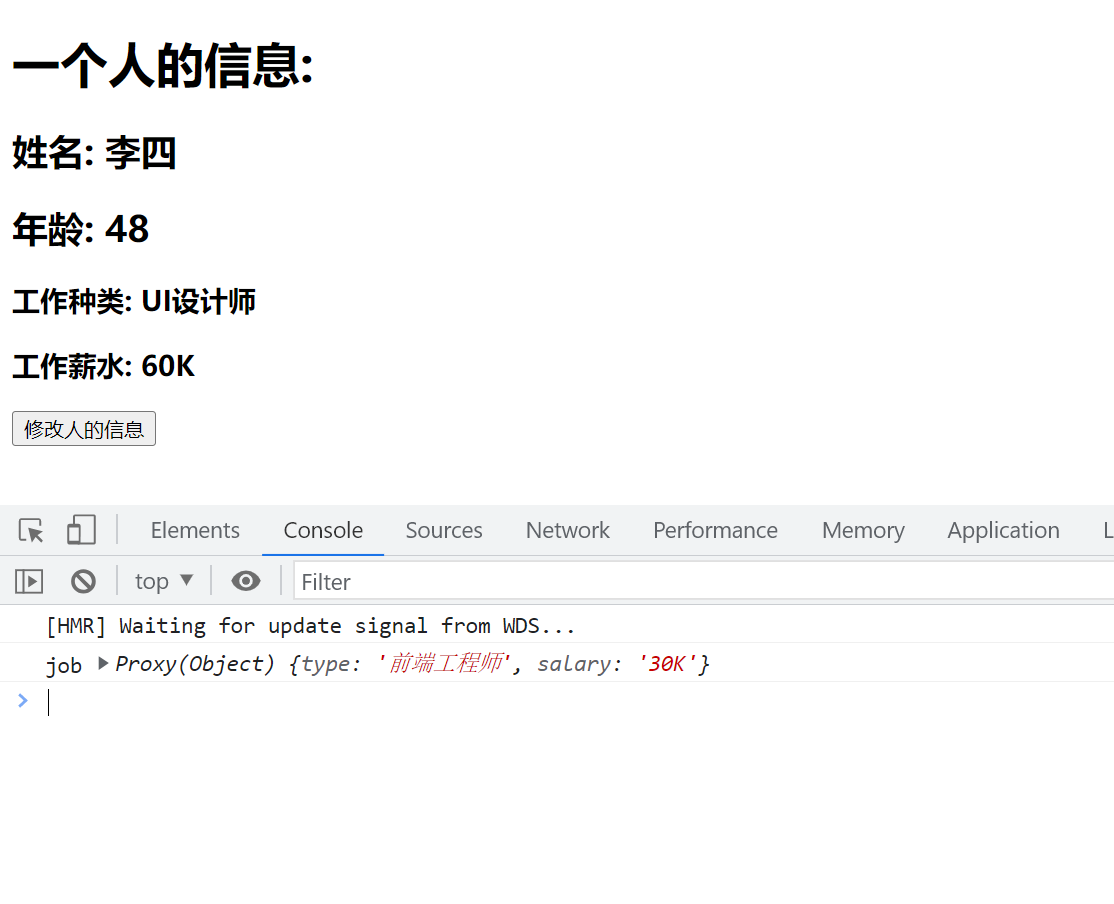 一个人的信息:
姓名: 李四
年龄: 48
工作种类: UI设计师
工作薪水: 60K
修改人的信息
Elements Console Sources Network Performance Memory Application L
top Filter
[HMR] Waiting for update signal from WDS...
job Proxy(Object) {type: '前端工程师', salary: '30K'}